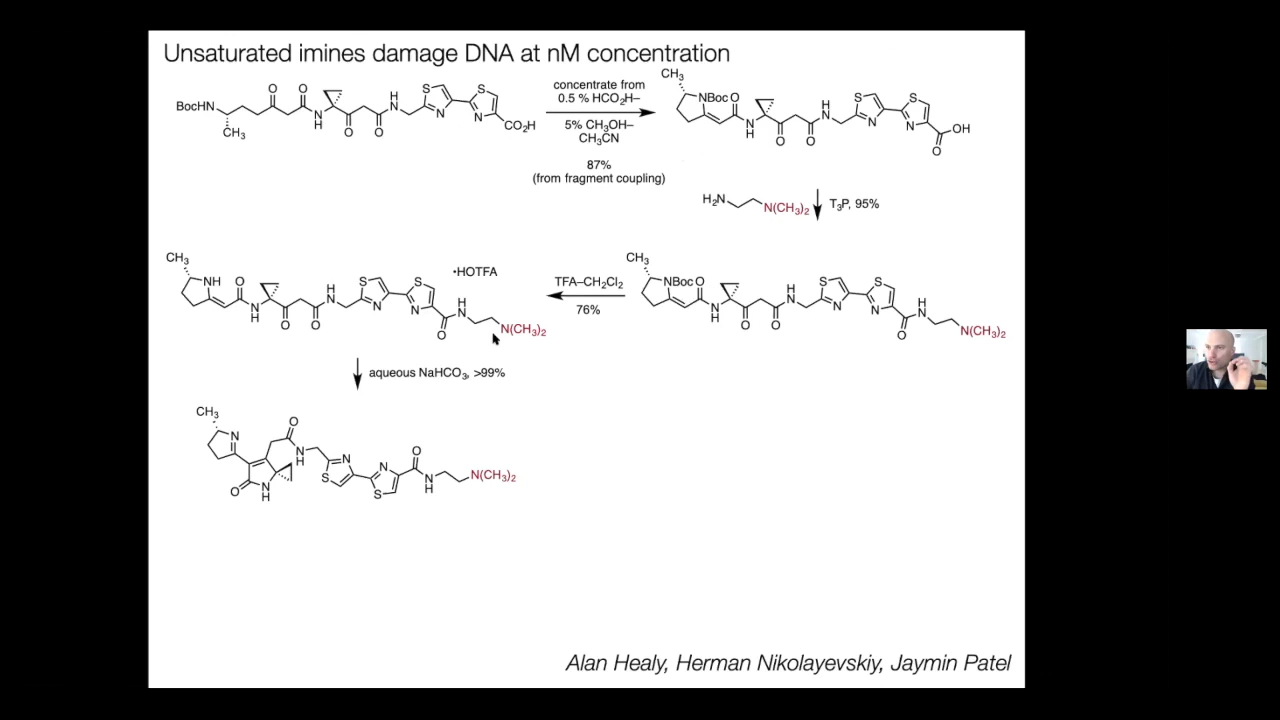 Unsaturated imines damage DNA at nM concentration
BocHN
CH₃
O
O
N
H
O
O
H
N
S
N
S
N
CO₂H
concentrate from
0.5 % HCO₂H–
5% CH₃OH–
CH₃CN
87%
(from fragment coupling)
CH₃
NBoc
O
N
H
O
O
H
N
S
N
S
N
OH
O
H₂N
N(CH₃)₂
T₃P, 95%
CH₃
NH
O
N
H
O
O
H
N
S
N
S
N
O
H
N
N(CH₃)₂
•HOTFA
TFA–CH₂Cl₂
76%
CH₃
NBoc
O
N
H
O
O
H
N
S
N
S
N
O
H
N
N(CH₃)₂
aqueous NaHCO₃, >99%
CH₃
N
O
N
H
O
N
H
N
S
N
S
O
N
H
N(CH₃)₂
Alan Healy, Herman Nikolayevskiy, Jaymin Patel